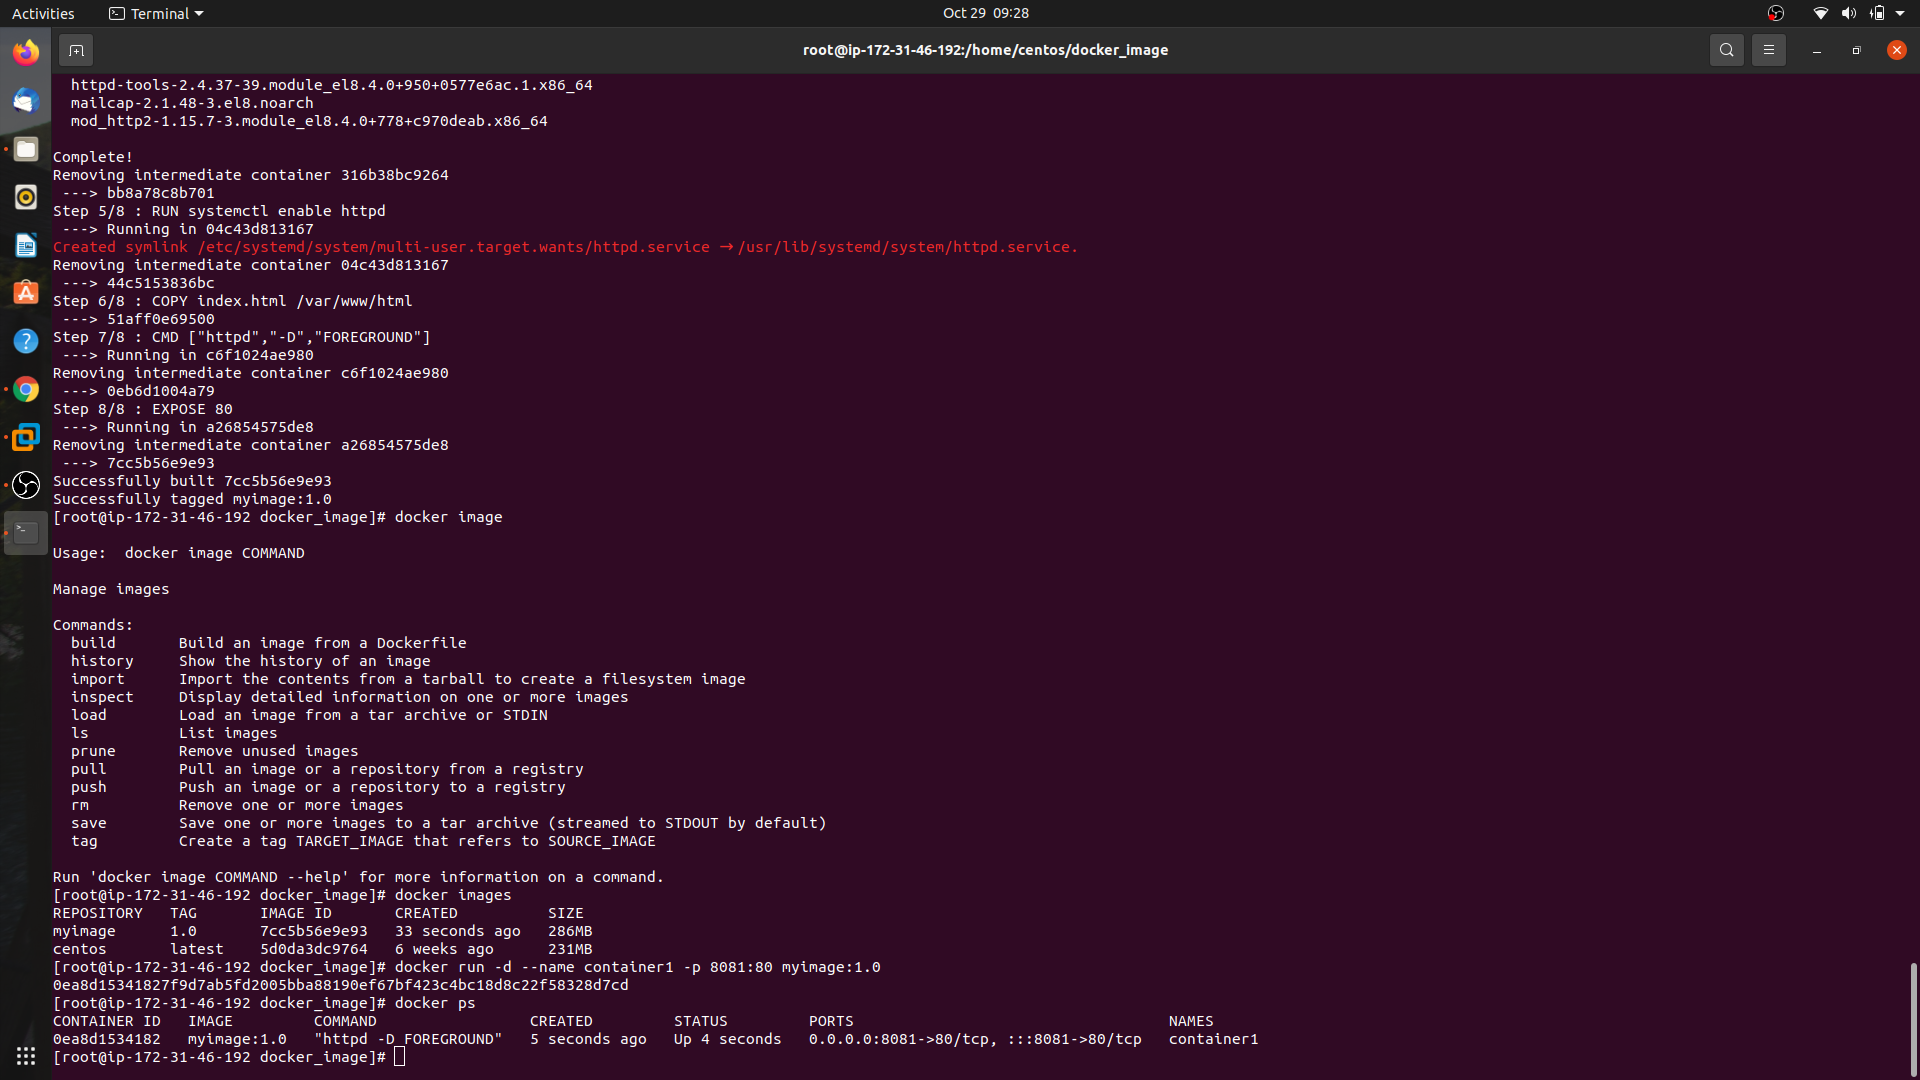 Activities
Terminal
Oct 29 09:28
root@ip-172-31-46-192:/home/centos/docker_image
httpd-tools-2.4.37-39.module_el8.4.0+950+0577e6ac.1.x86_64
mailcap-2.1.48-3.el8.noarch
mod_http2-1.15.7-3.module_el8.4.0+778+c970deab.x86_64
Complete!
Removing intermediate container 316b38bc9264
---> bb8a78c8b701
Step 5/8 : RUN systemctl enable httpd
---> Running in 04c43d813167
Created symlink /etc/systemd/system/multi-user.target.wants/httpd.service → /usr/lib/systemd/system/httpd.service.
Removing intermediate container 04c43d813167
---> 44c5153836bc
Step 6/8 : COPY index.html /var/www/html
---> 51aff0e69500
Step 7/8 : CMD ["httpd","-D","FOREGROUND"]
---> Running in c6f1024ae980
Removing intermediate container c6f1024ae980
---> 0eb6d1004a79
Step 8/8 : EXPOSE 80
---> Running in a26854575de8
Removing intermediate container a26854575de8
---> 7cc5b56e9e93
Successfully built 7cc5b56e9e93
Successfully tagged myimage:1.0
[root@ip-172-31-46-192 docker_image]# docker image
Usage:  docker image COMMAND
Manage images
Commands:
build       Build an image from a Dockerfile
history     Show the history of an image
import      Import the contents from a tarball to create a filesystem image
inspect     Display detailed information on one or more images
load        Load an image from a tar archive or STDIN
ls          List images
prune       Remove unused images
pull        Pull an image or a repository from a registry
push        Push an image or a repository to a registry
rm          Remove one or more images
save        Save one or more images to a tar archive (streamed to STDOUT by default)
tag         Create a tag TARGET_IMAGE that refers to SOURCE_IMAGE
Run 'docker image COMMAND --help' for more information on a command.
[root@ip-172-31-46-192 docker_image]# docker images
REPOSITORY   TAG       IMAGE ID       CREATED          SIZE
myimage      1.0       7cc5b56e9e93   33 seconds ago   286MB
centos       latest    5d0da3dc9764   6 weeks ago      231MB
[root@ip-172-31-46-192 docker_image]# docker run -d --name container1 -p 8081:80 myimage:1.0
0ea8d15341827f9d7ab5fd2005bba88190ef67bf423c4bc18d8c22f58328d7cd
[root@ip-172-31-46-192 docker_image]# docker ps
CONTAINER ID   IMAGE         COMMAND                 CREATED         STATUS         PORTS                                   NAMES
0ea8d1534182   myimage:1.0   "httpd -D FOREGROUND"   5 seconds ago   Up 4 seconds   0.0.0.0:8081->80/tcp, :::8081->80/tcp   container1
[root@ip-172-31-46-192 docker_image]#